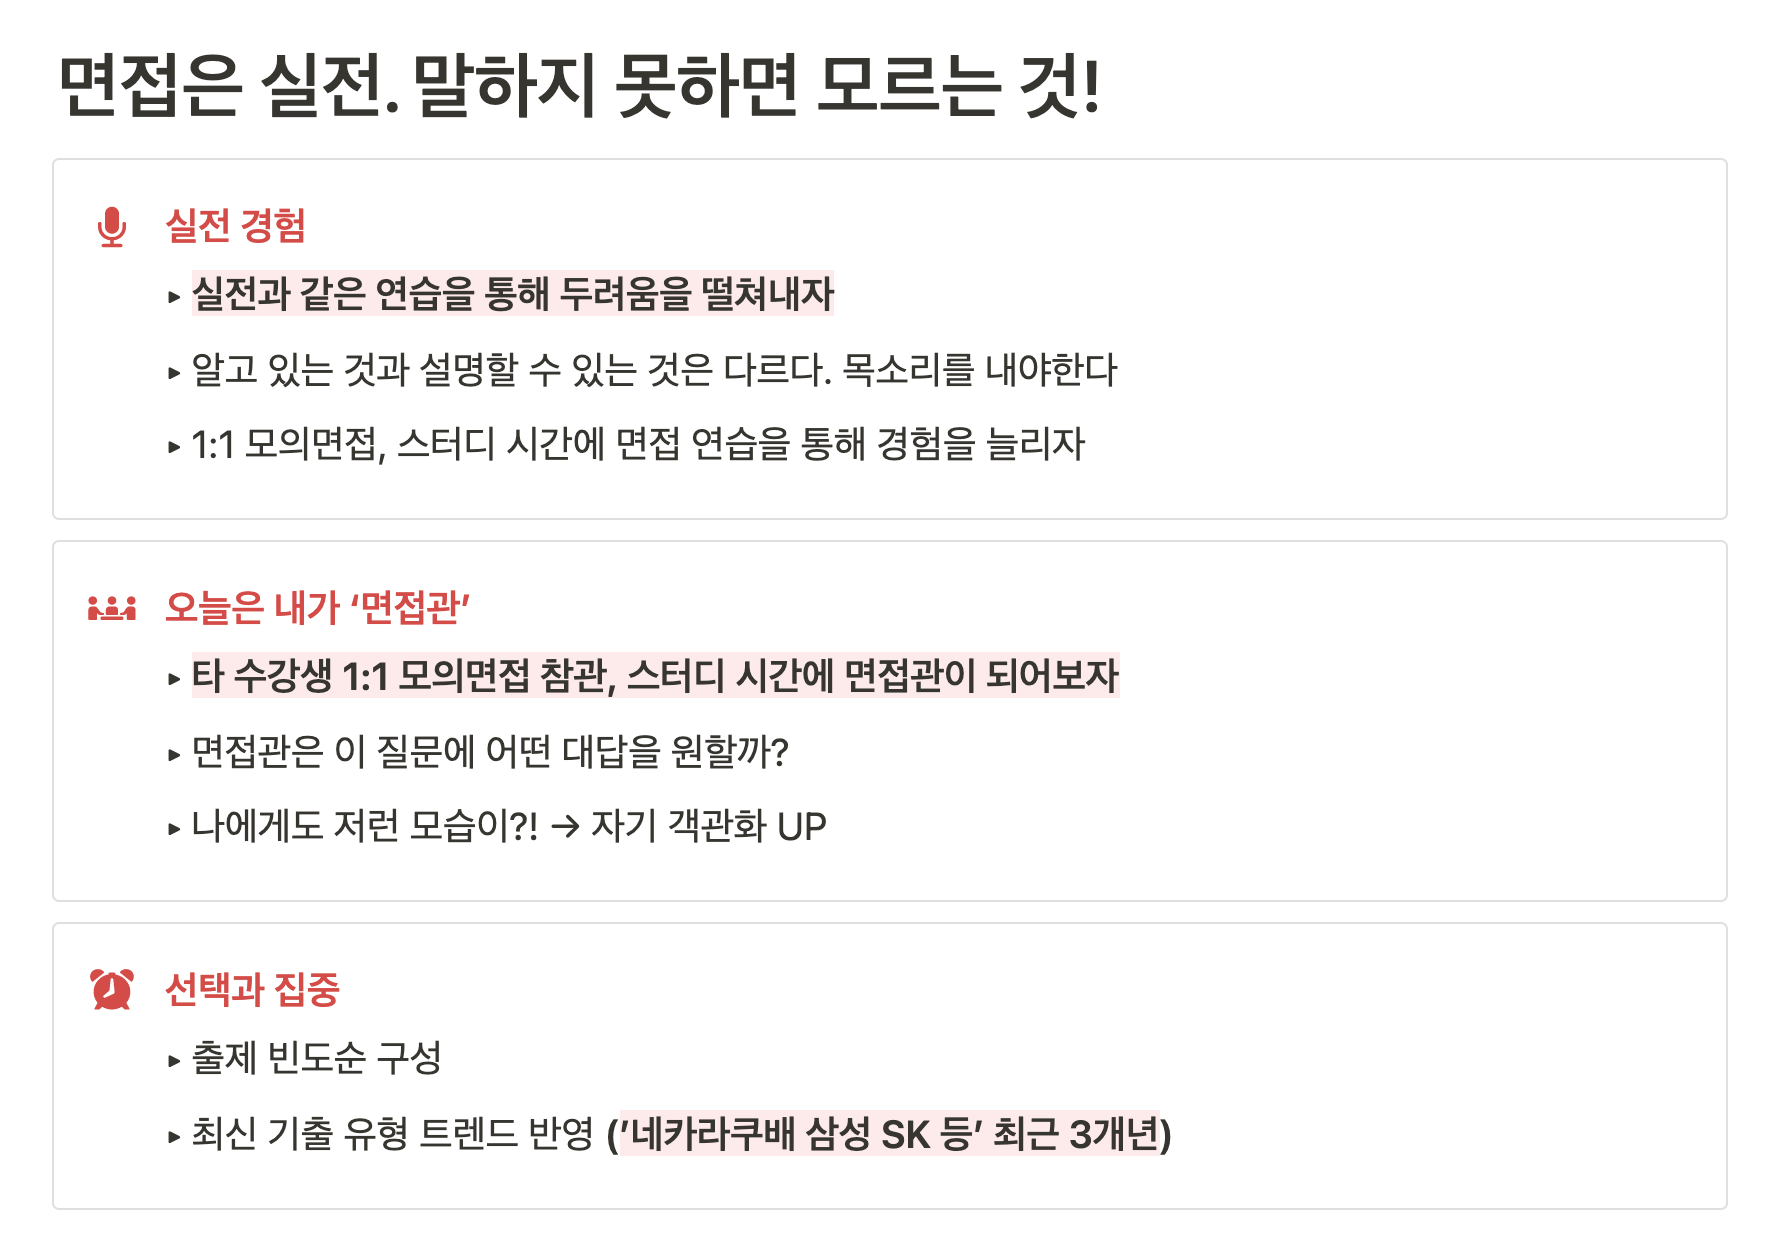 면접은 실전. 말하지 못하면 모르는 것!
실전 경험
▸ 실전과 같은 연습을 통해 두려움을 떨쳐내자
▸ 알고 있는 것과 설명할 수 있는 것은 다르다. 목소리를 내야한다
▸ 1:1 모의면접, 스터디 시간에 면접 연습을 통해 경험을 늘리자
오늘은 내가 ‘면접관’
▸ 타 수강생 1:1 모의면접 참관, 스터디 시간에 면접관이 되어보자
▸ 면접관은 이 질문에 어떤 대답을 원할까?
▸ 나에게도 저런 모습이?! → 자기 객관화 UP
선택과 집중
▸ 출제 빈도순 구성
▸ 최신 기출 유형 트렌드 반영 (’네카라쿠배 삼성 SK 등’ 최근 3개년)